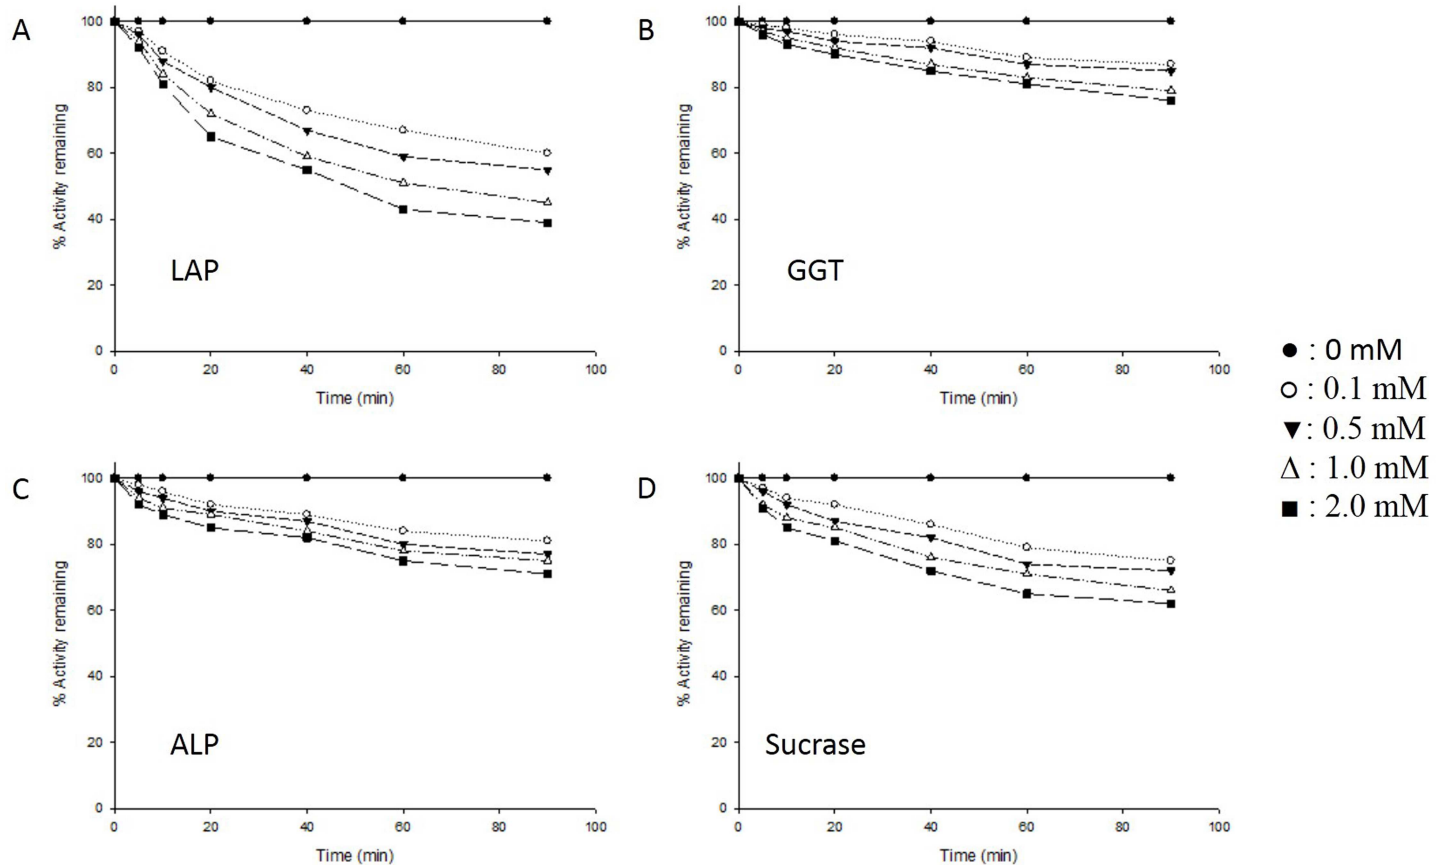 A
100
80
60
40
20
0
% Activity remaining
LAP
0 20 40 60 80 100
Time (min)
B
100
80
60
40
20
0
% Activity remaining
GGT
0 20 40 60 80 100
Time (min)
C
100
80
60
40
20
0
% Activity remaining
ALP
0 20 40 60 80 100
Time (min)
D
100
80
60
40
20
0
% Activity remaining
Sucrase
0 20 40 60 80 100
Time (min)
: 0 mM
: 0.1 mM
: 0.5 mM
: 1.0 mM
: 2.0 mM